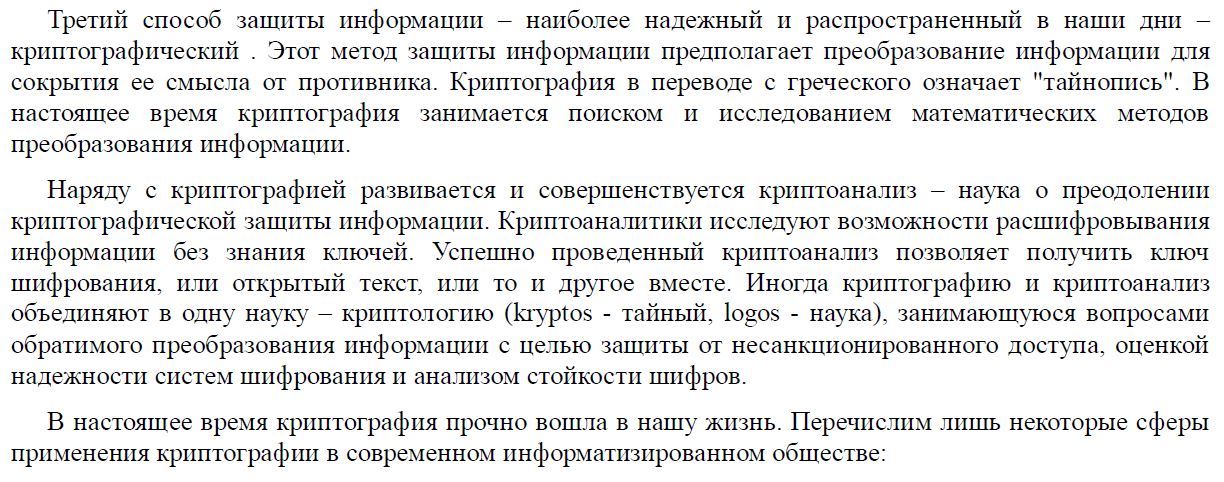 Третий способ защиты информации – наиболее надежный и распространенный в наши дни –
криптографический . Этот метод защиты информации предполагает преобразование информации для
сокрытия ее смысла от противника. Криптография в переводе с греческого означает "тайнопись". В
настоящее время криптография занимается поиском и исследованием математических методов
преобразования информации.
Наряду с криптографией развивается и совершенствуется криптоанализ – наука о преодолении
криптографической защиты информации. Криптоаналитики исследуют возможности расшифровывания
информации без знания ключей. Успешно проведенный криптоанализ позволяет получить ключ
шифрования, или открытый текст, или то и другое вместе. Иногда криптографию и криптоанализ
объединяют в одну науку – криптологию (kryptos - тайный, logos - наука), занимающуюся вопросами
обратимого преобразования информации с целью защиты от несанкционированного доступа, оценкой
надежности систем шифрования и анализом стойкости шифров.
В настоящее время криптография прочно вошла в нашу жизнь. Перечислим лишь некоторые сферы
применения криптографии в современном информатизированном обществе: